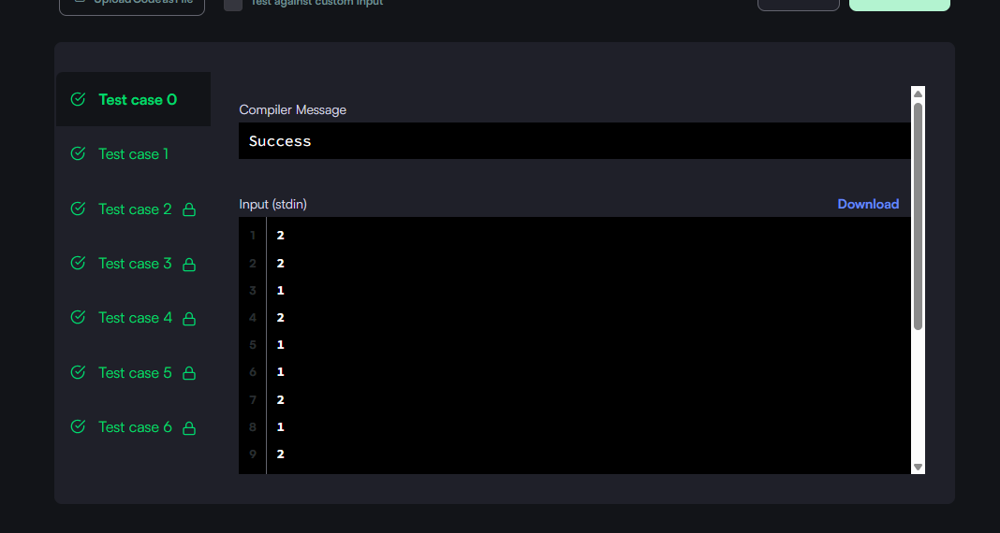 Upload Code as File
Test against custom input
Test case 0
Test case 1
Test case 2
Test case 3
Test case 4
Test case 5
Test case 6
Compiler Message
Success
Input (stdin)
Download
1 2
2 2
3 1
4 2
5 1
6 1
7 2
8 1
9 2